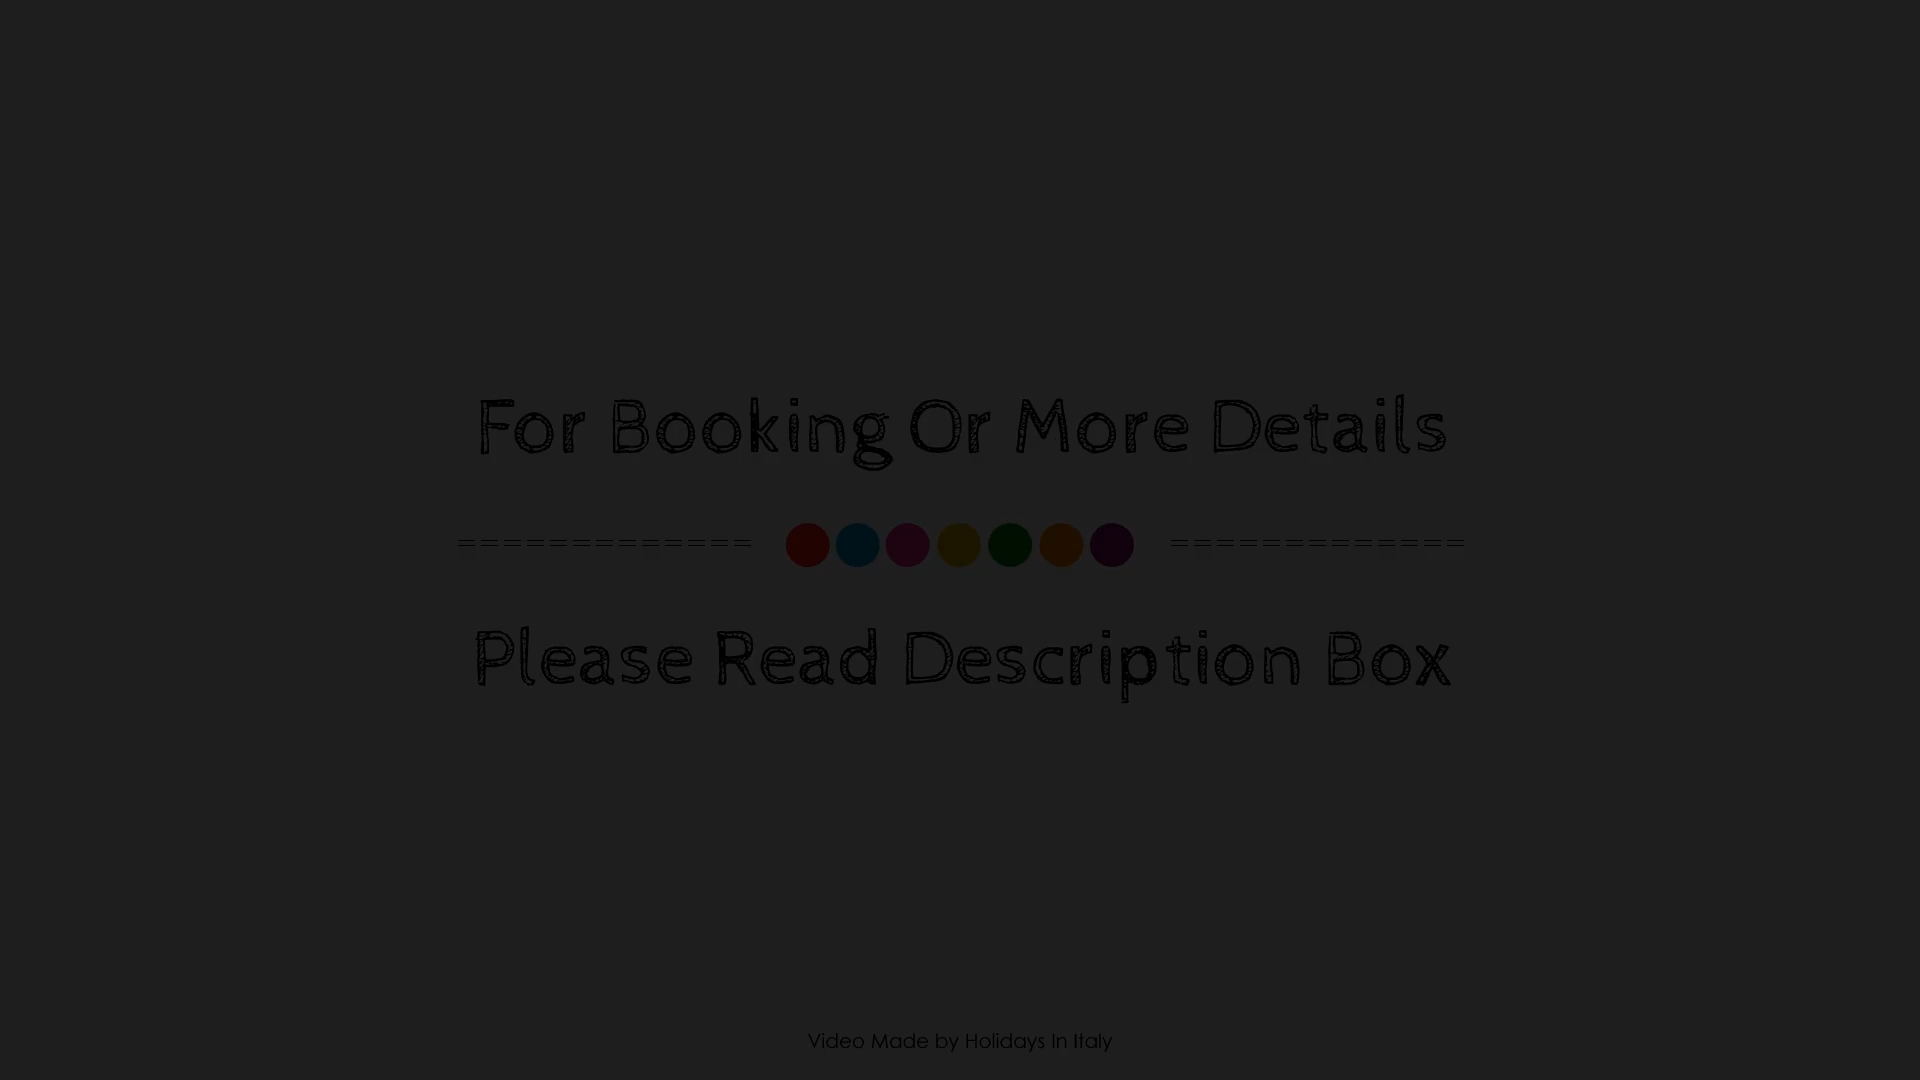 For Booking Or More Details
============= =============
Please Read Description Box
Video Made by Holidays In Italy